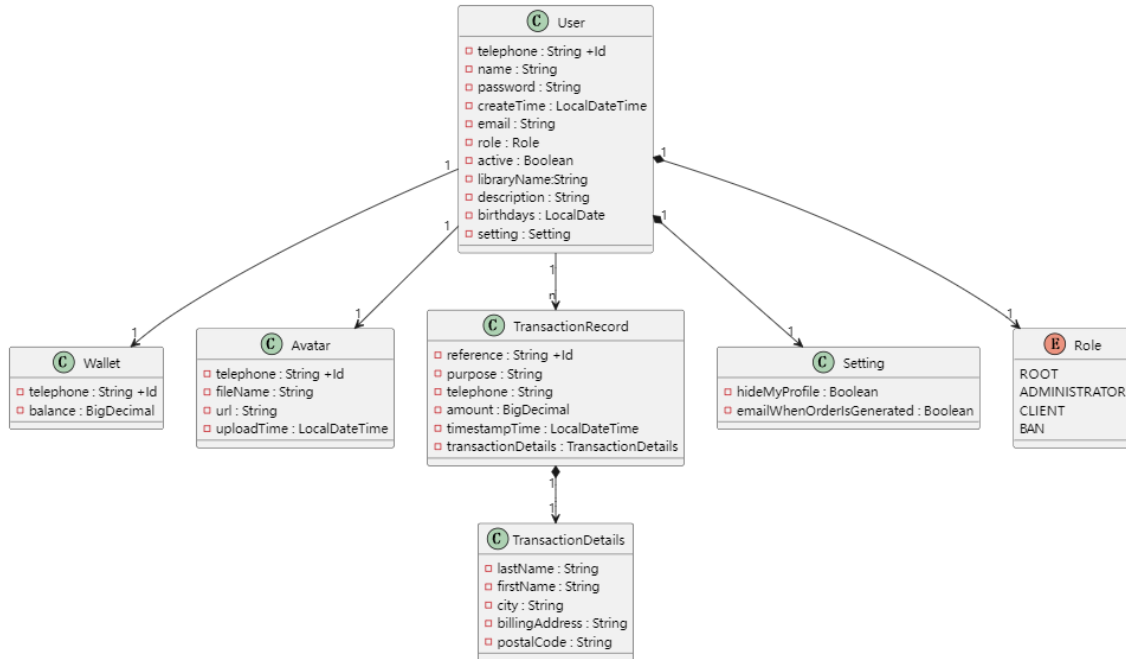 C User
telephone : String +Id
name : String
password : String
createTime : LocalDateTime
email : String
role : Role
active : Boolean
libraryName:String
description : String
birthdays : LocalDate
setting : Setting
1
1
1
1
1
1
1
n
1
1
C Wallet
telephone : String +Id
balance : BigDecimal
C Avatar
telephone : String +Id
fileName : String
url : String
uploadTime : LocalDateTime
C TransactionRecord
reference : String +Id
purpose : String
telephone : String
amount : BigDecimal
timestampTime : LocalDateTime
transactionDetails : TransactionDetails
C Setting
hideMyProfile : Boolean
emailWhenOrderIsGenerated : Boolean
E Role
ROOT
ADMINISTRATOR
CLIENT
BAN
1
1
C TransactionDetails
lastName : String
firstName : String
city : String
billingAddress : String
postalCode : String